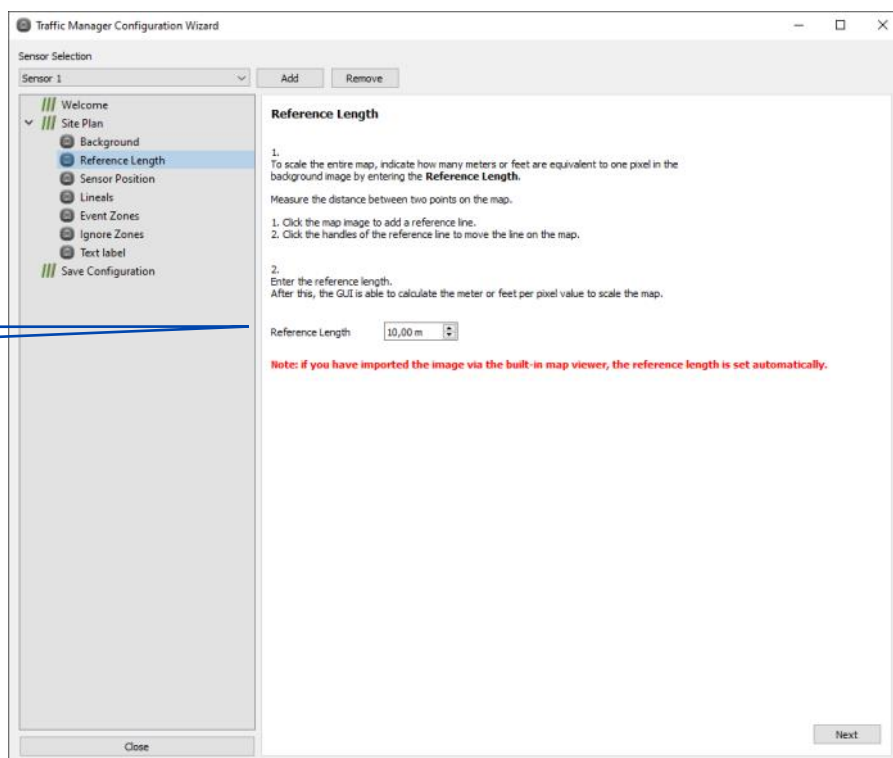 Traffic Manager Configuration Wizard
Sensor Selection
Sensor 1
Add
Remove
Welcome
Site Plan
Background
Reference Length
Sensor Position
Lineals
Event Zones
Ignore Zones
Text label
Save Configuration
Close
Reference Length
1.
To scale the entire map, indicate how many meters or feet are equivalent to one pixel in the
background image by entering the Reference Length.
Measure the distance between two points on the map.
1. Click the map image to add a reference line.
2. Click the handles of the reference line to move the line on the map.
2.
Enter the reference length.
After this, the GUI is able to calculate the meter or feet per pixel value to scale the map.
Reference Length 10,00 m
Note: if you have imported the image via the built-in map viewer, the reference length is set automatically.
Next